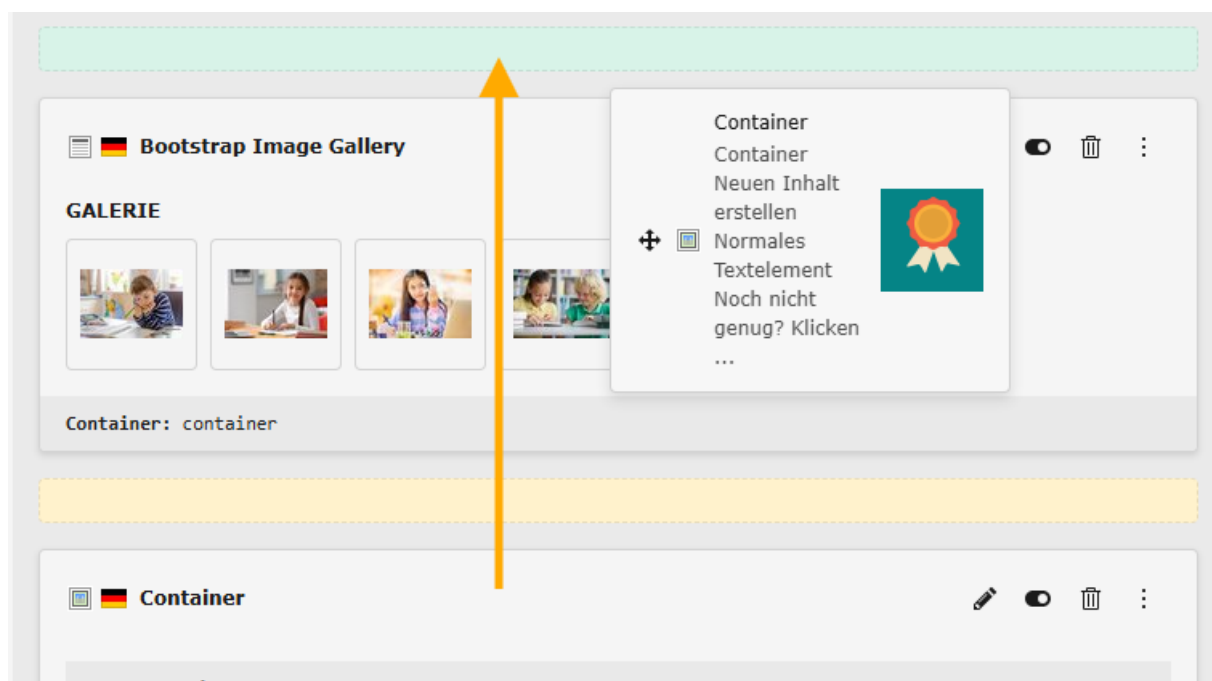 Bootstrap Image Gallery
GALERIE
Container
Container
Neuen Inhalt
erstellen
Normales
Textelement
Noch nicht
genug? Klicken
...
Container: container
Container